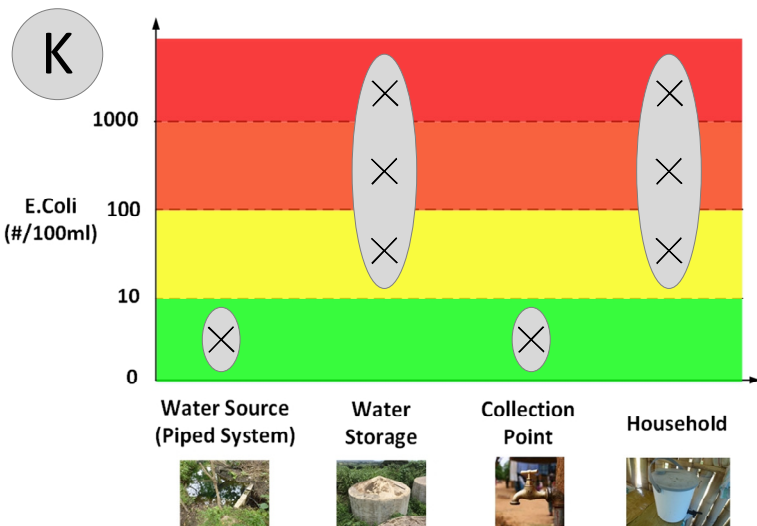 K
1000
100
10
0
E.Coli
(#/100ml)
Water Source
(Piped System)
Water
Storage
Collection
Point
Household